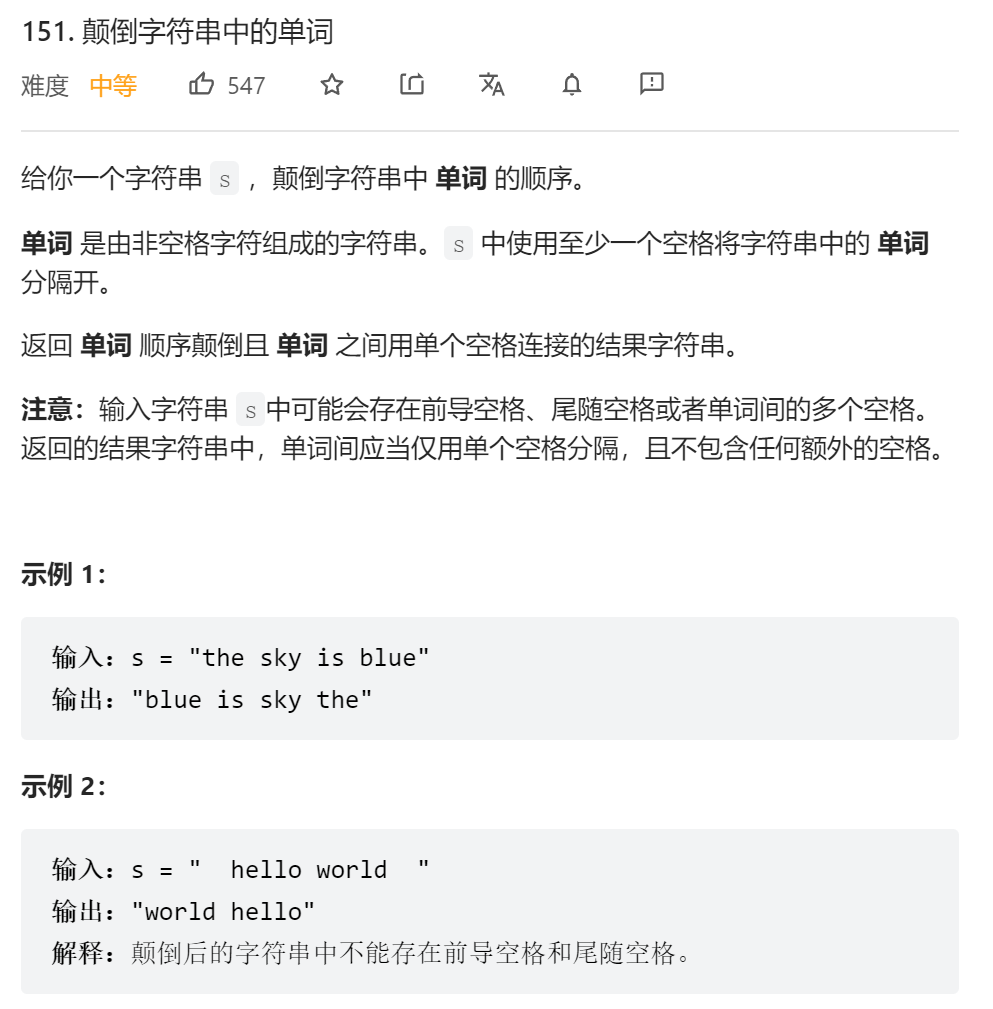 151. 颠倒字符串中的单词
难度 中等 547
给你一个字符串 s ，颠倒字符串中 单词 的顺序。
单词 是由非空格字符组成的字符串。s 中使用至少一个空格将字符串中的 单词
分隔开。
返回 单词 顺序颠倒且 单词 之间用单个空格连接的结果字符串。
注意：输入字符串 s中可能会存在前导空格、尾随空格或者单词间的多个空格。
返回的结果字符串中，单词间应当仅用单个空格分隔，且不包含任何额外的空格。
示例 1：
输入：s = "the sky is blue"
输出："blue is sky the"
示例 2：
输入：s = "  hello world  "
输出："world hello"
解释：颠倒后的字符串中不能存在前导空格和尾随空格。